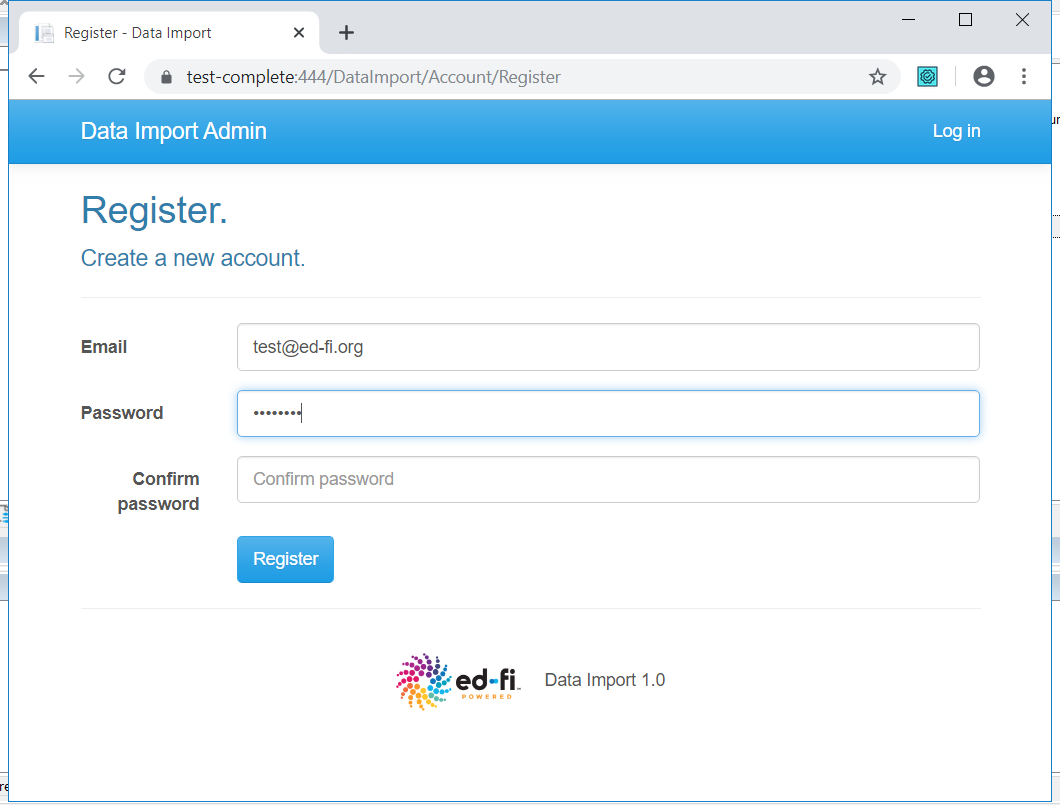 Register - Data Import
test-complete:444/DataImport/Account/Register
Data Import Admin
Log in
Register.
Create a new account.
Email
test@ed-fi.org
Password
••••••••
Confirm
password
Confirm password
Register
ed-fi™
POWERED
Data Import 1.0